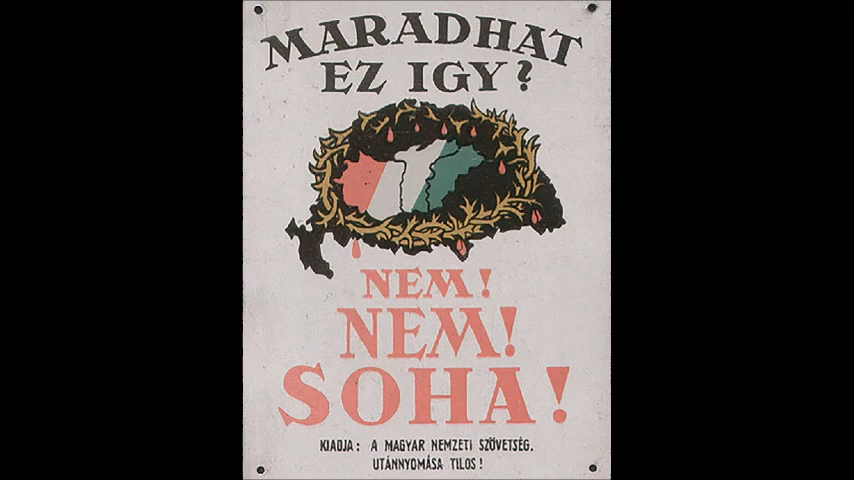 MARADHAT
EZ IGY?
NEM!
NEM!
SOHA!
KIADJA: A MAGYAR NEMZETI SZÖVETSÉG.
UTÁNNYOMÁSA TILOS!